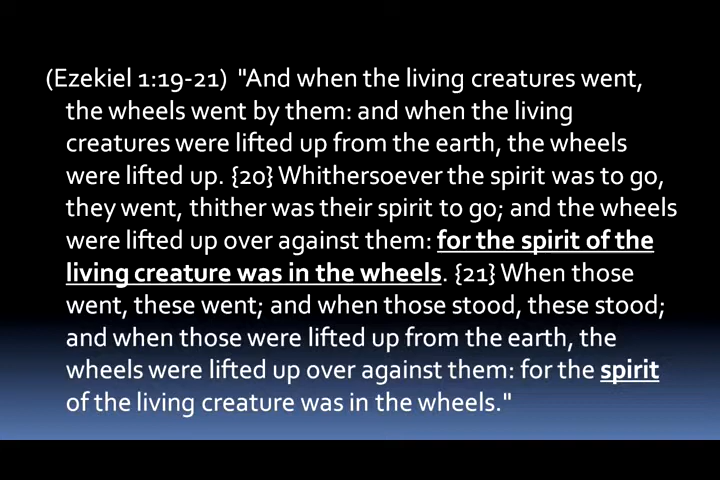 (Ezekiel 1:19-21)  "And when the living creatures went,
the wheels went by them: and when the living
creatures were lifted up from the earth, the wheels
were lifted up. {20} Whithersoever the spirit was to go,
they went, thither was their spirit to go; and the wheels
were lifted up over against them: for the spirit of the
living creature was in the wheels. {21} When those
went, these went; and when those stood, these stood;
and when those were lifted up from the earth, the
wheels were lifted up over against them: for the spirit
of the living creature was in the wheels."